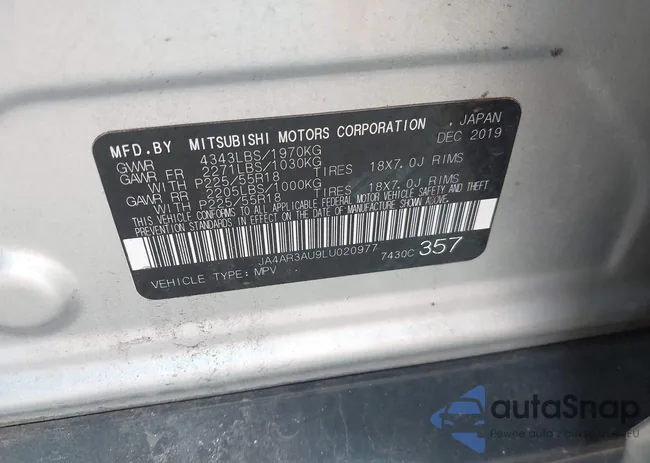 MFD.BY MITSUBISHI MOTORS CORPORATION , JAPAN
GVWR 4343LBS/1970KG DEC 2019
GAWR FR 2271LBS/1030KG
WITH P225/55R18 TIRES 18X7.0J RIMS
GAWR RR 2205LBS/1000KG
WITH P225/55R18 TIRES 18X7.0J RIMS
THIS VEHICLE CONFORMS TO ALL APPLICABLE FEDERAL MOTOR VEHICLE SAFETY AND THEFT
PREVENTION STANDARDS IN EFFECT ON THE DATE OF MANUFACTURE SHOWN ABOVE.
JA4AR3AU9LU020977 7430C 357
VEHICLE TYPE: MPV
autoSnap
Pewne auto z